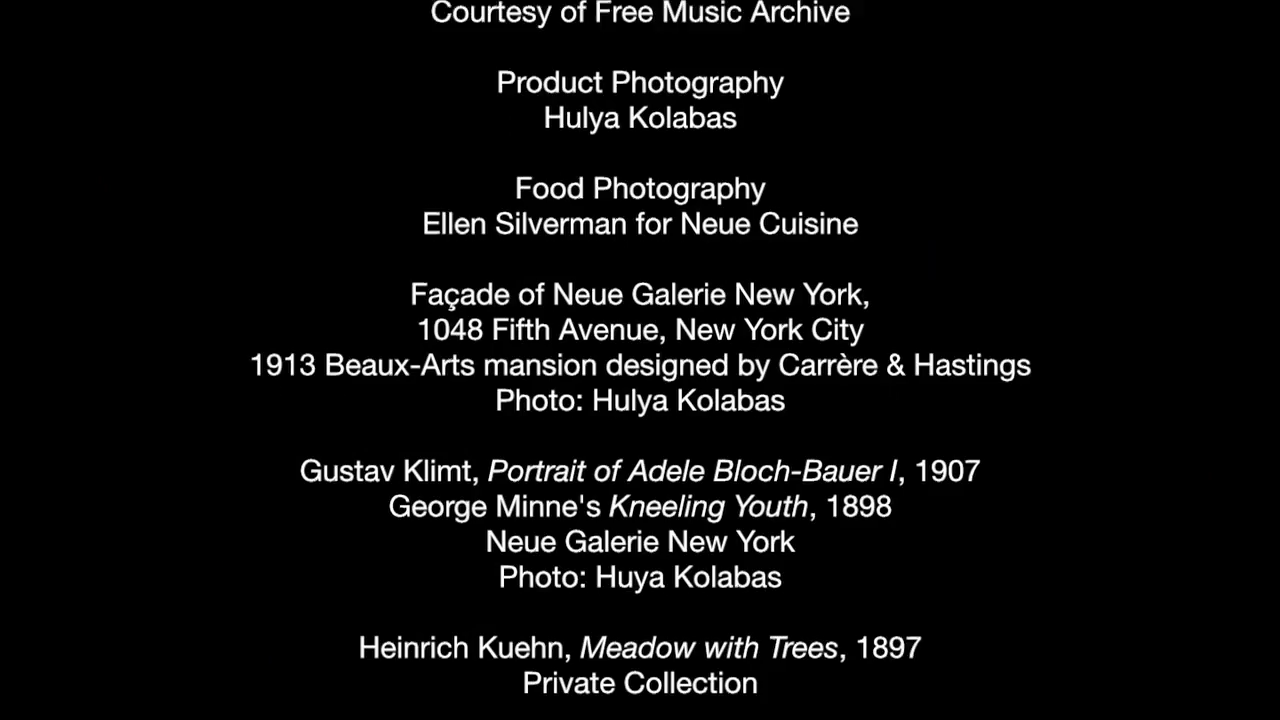 Courtesy of Free Music Archive
Product Photography
Hulya Kolabas
Food Photography
Ellen Silverman for Neue Cuisine
Façade of Neue Galerie New York,
1048 Fifth Avenue, New York City
1913 Beaux-Arts mansion designed by Carrère & Hastings
Photo: Hulya Kolabas
Gustav Klimt, Portrait of Adele Bloch-Bauer I, 1907
George Minne's Kneeling Youth, 1898
Neue Galerie New York
Photo: Huya Kolabas
Heinrich Kuehn, Meadow with Trees, 1897
Private Collection